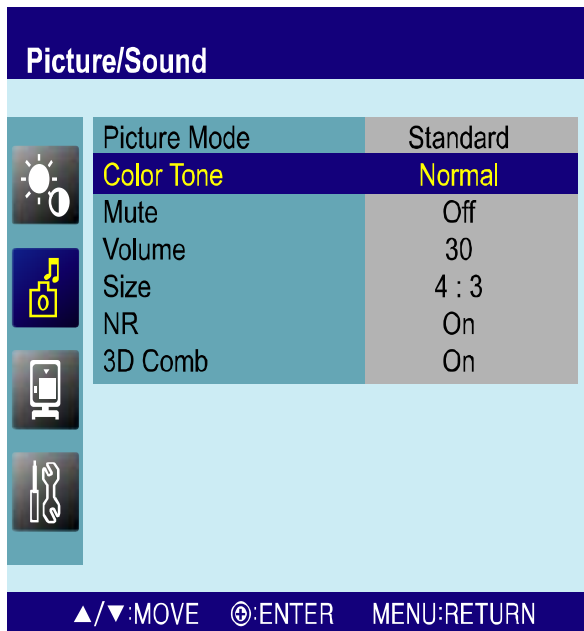 Picture/Sound
Picture Mode Standard
Color Tone Normal
Mute Off
Volume 30
Size 4 : 3
NR On
3D Comb On
▲/▼:MOVE ⊕:ENTER MENU:RETURN